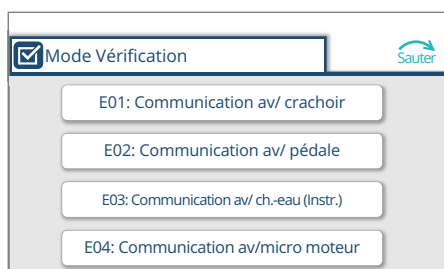 Mode Vérification
Sauter
E01: Communication av/ crachoir
E02: Communication av/ pédale
E03: Communication av/ ch.-eau (Instr.)
E04: Communication av/micro moteur